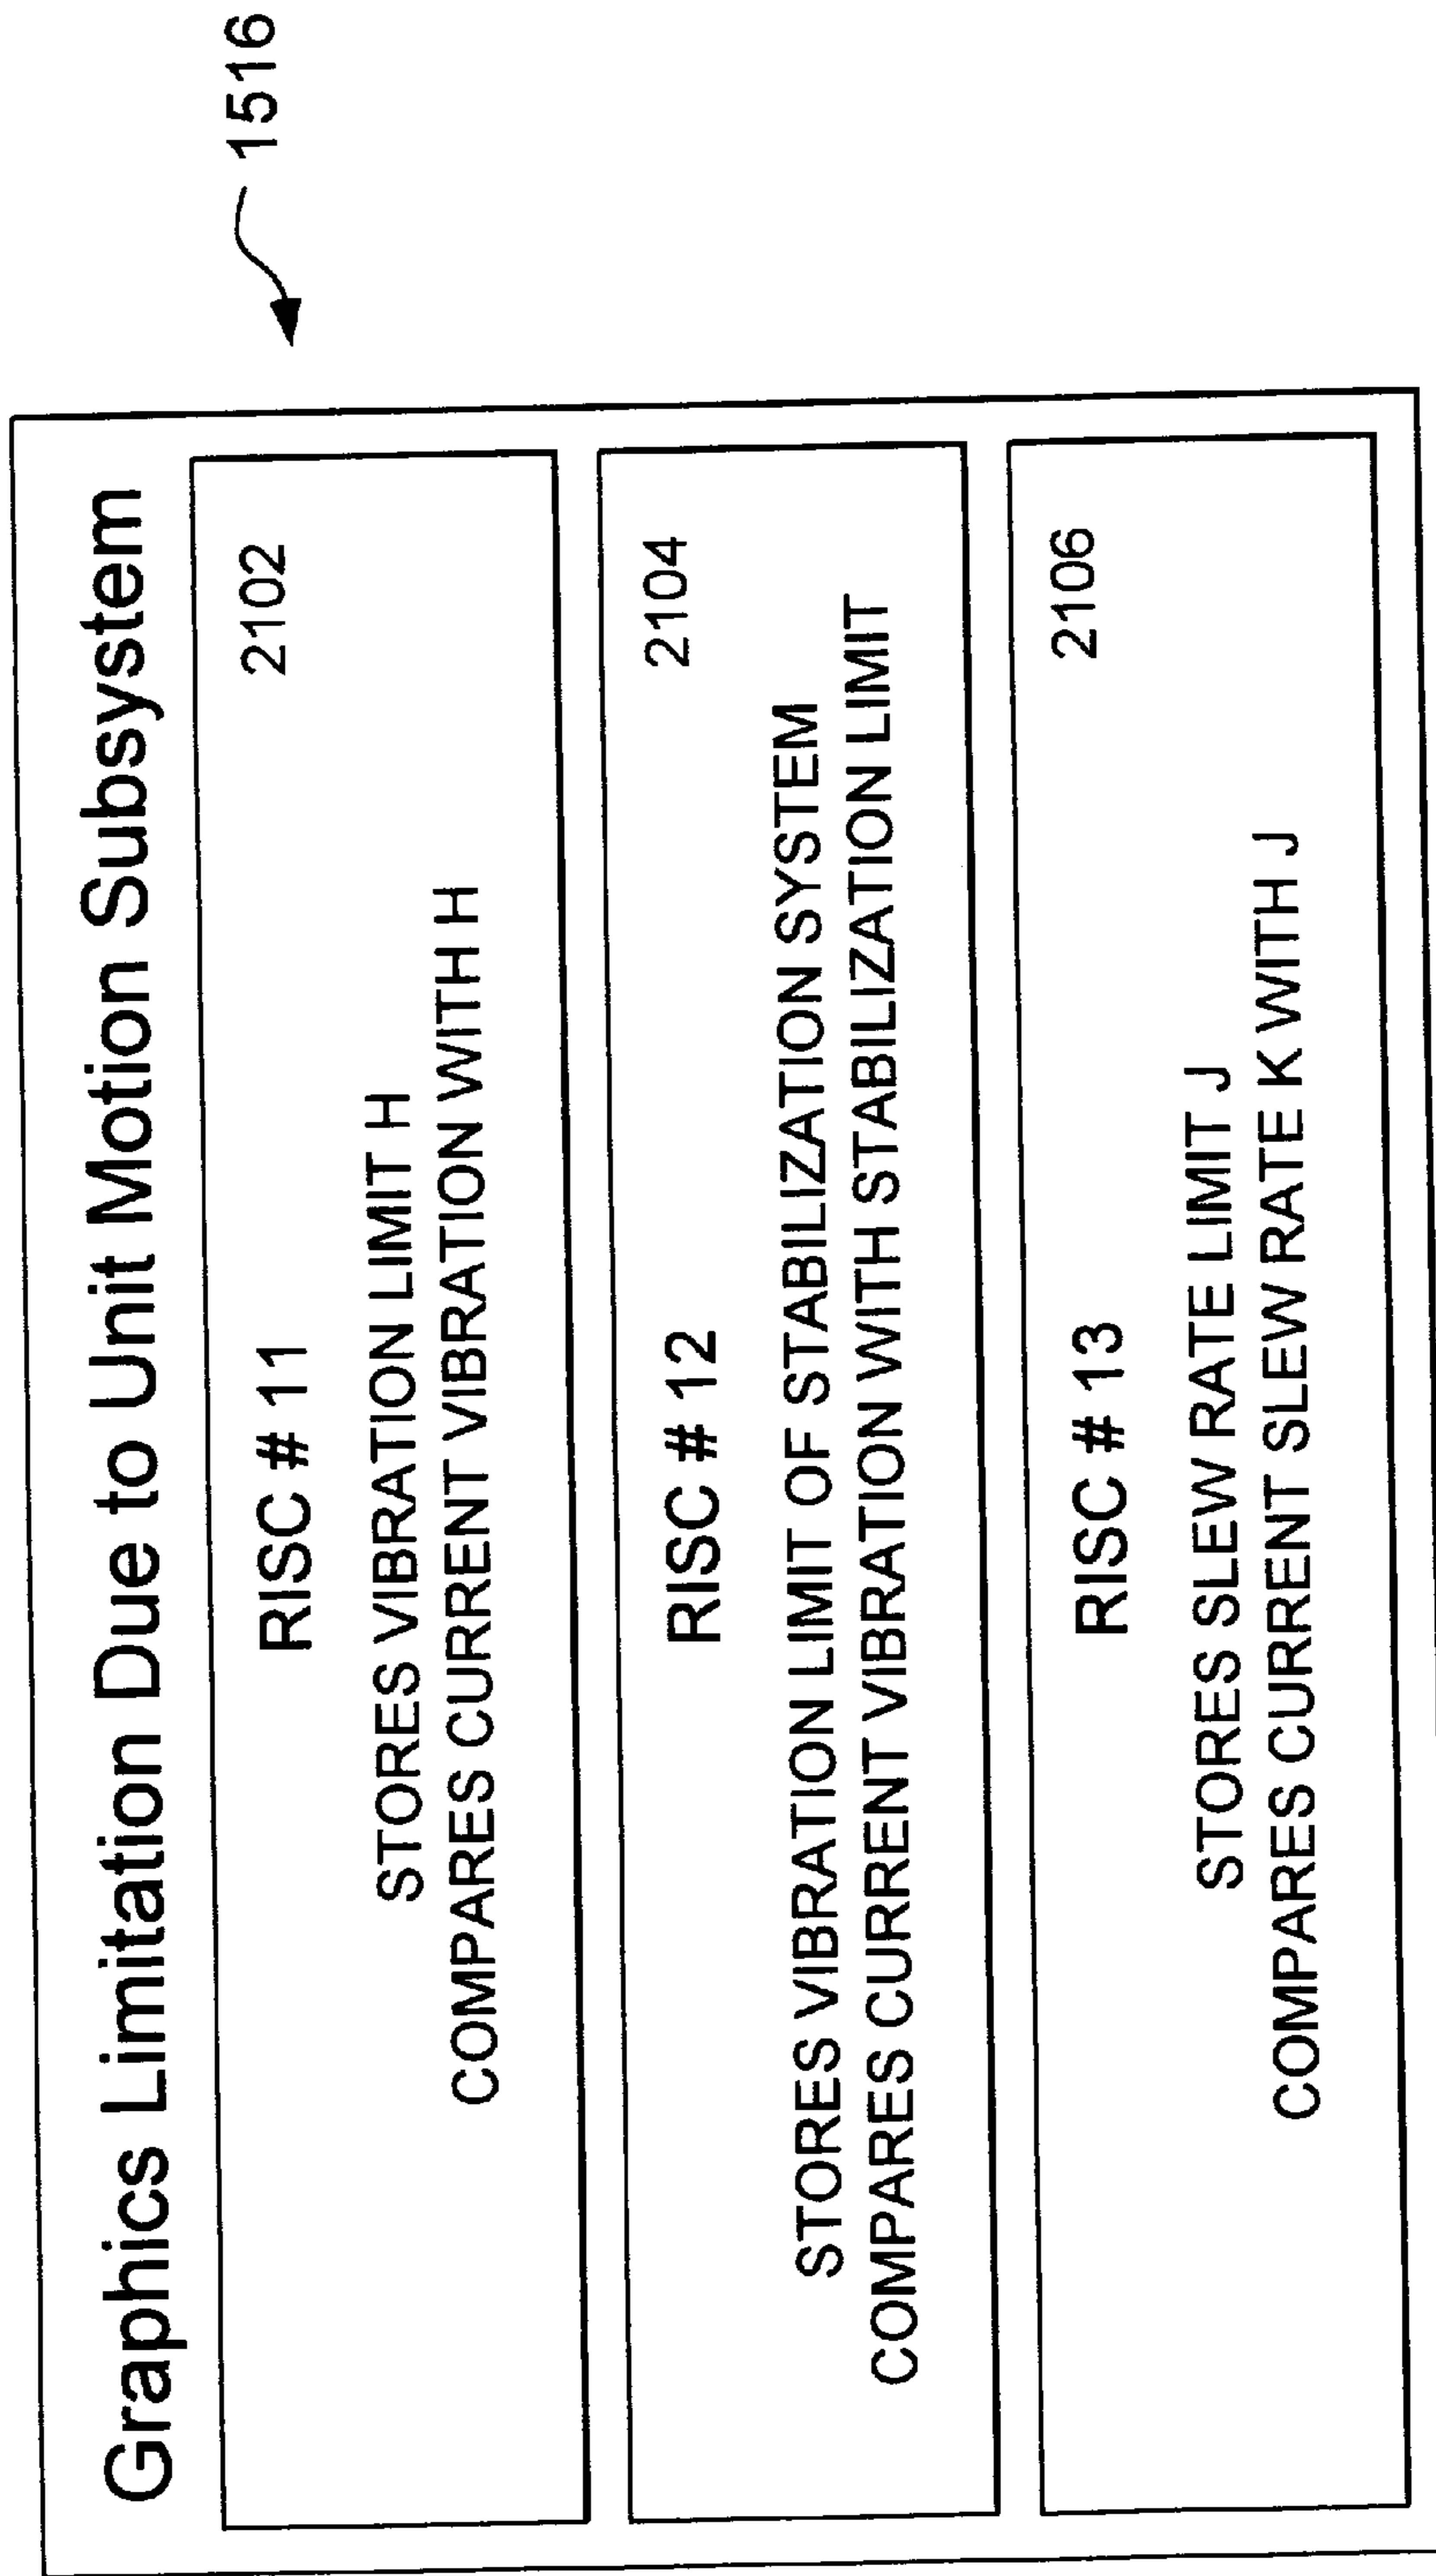 Graphics Limitation Due to Unit Motion Subsystem
1516
2102
RISC # 11
STORES VIBRATION LIMIT H
COMPARES CURRENT VIBRATION WITH H
2104
RISC # 12
STORES VIBRATION LIMIT OF STABILIZATION SYSTEM
COMPARES CURRENT VIBRATION WITH STABILIZATION LIMIT
2106
RISC # 13
STORES SLEW RATE LIMIT J
COMPARES CURRENT SLEW RATE K WITH J